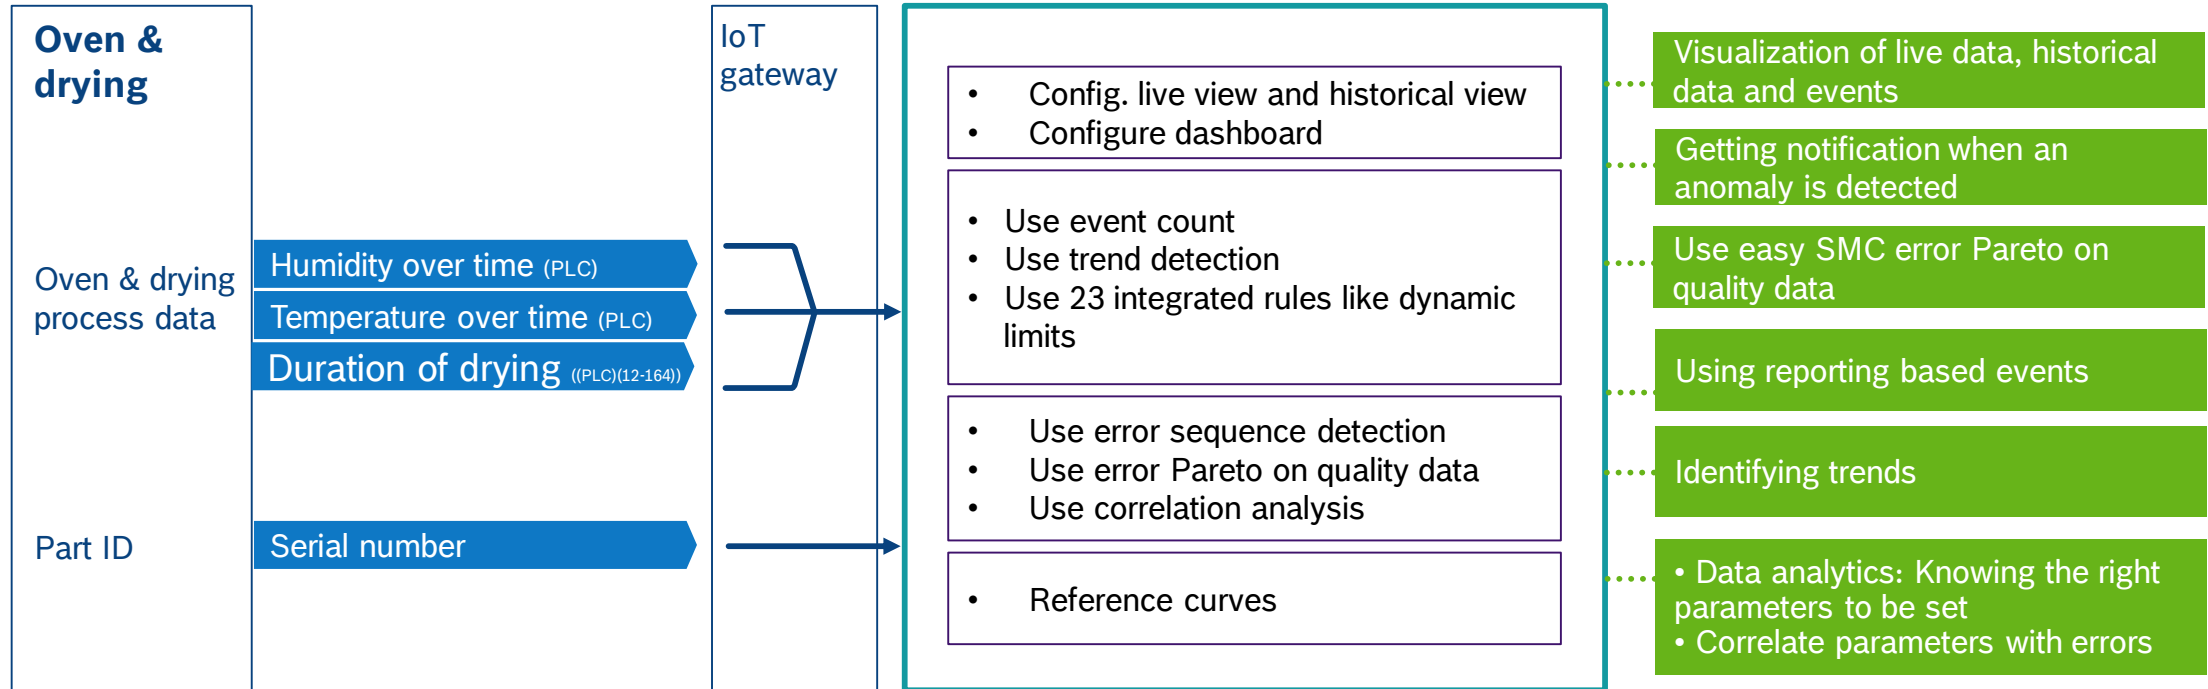 Oven &
drying
Oven & drying
process data
Part ID
Humidity over time (PLC)
Temperature over time (PLC)
Duration of drying ((PLC)(12-164))
Serial number
IoT
gateway
• Config. live view and historical view
• Configure dashboard
• Use event count
• Use trend detection
• Use 23 integrated rules like dynamic
limits
• Use error sequence detection
• Use error Pareto on quality data
• Use correlation analysis
• Reference curves
Visualization of live data, historical
data and events
Getting notification when an
anomaly is detected
Use easy SMC error Pareto on
quality data
Using reporting based events
Identifying trends
• Data analytics: Knowing the right
parameters to be set
• Correlate parameters with errors